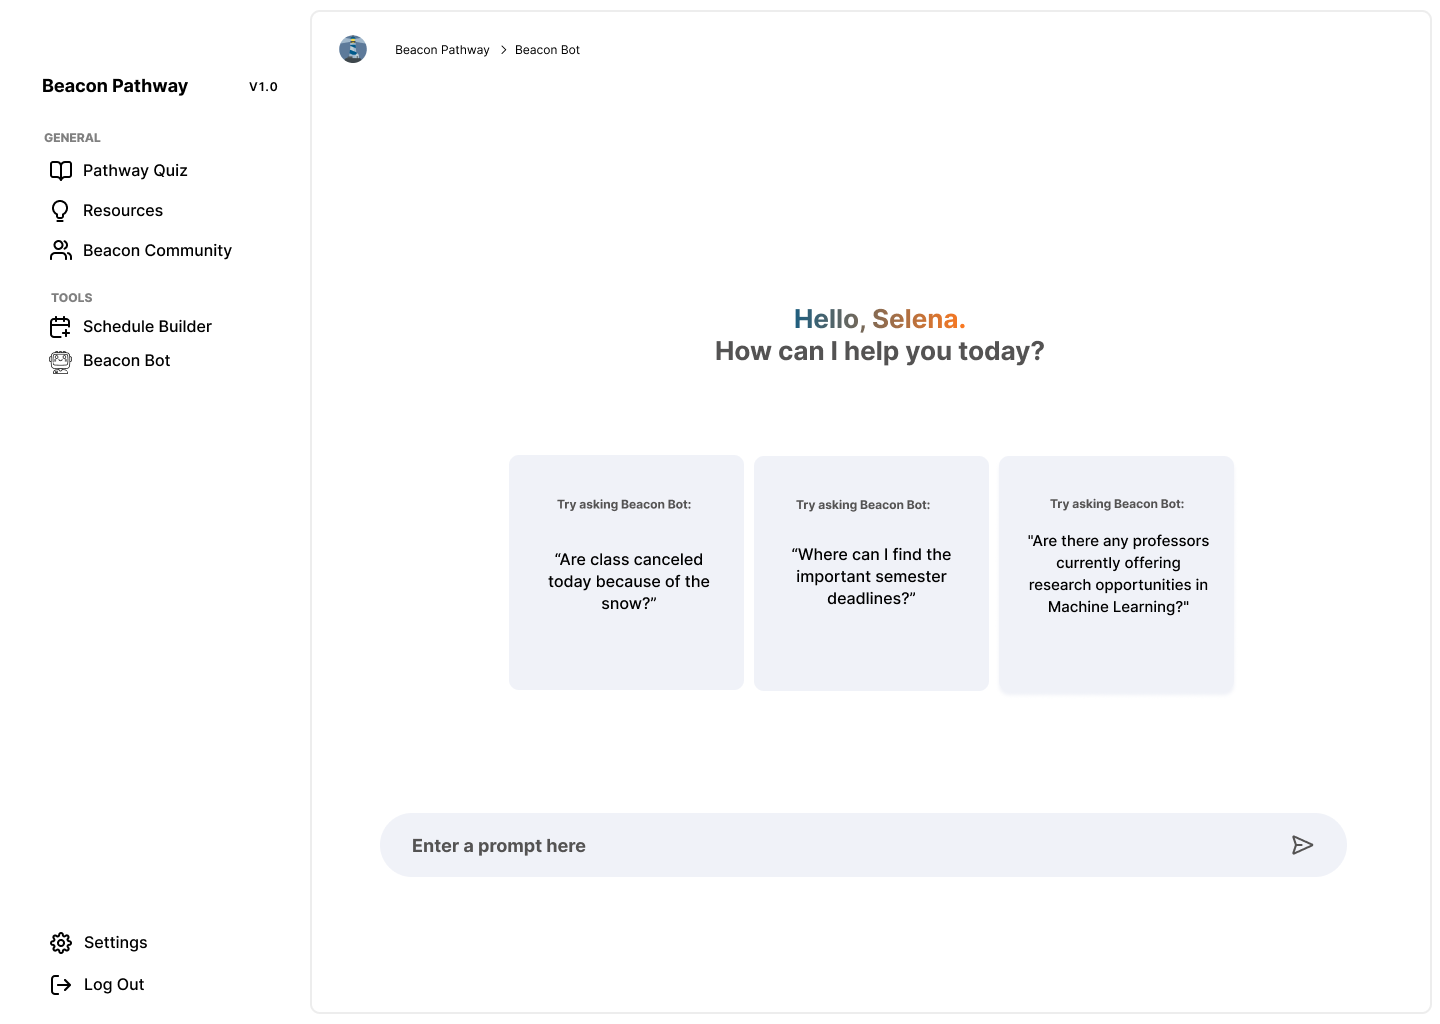 Beacon Pathway V1.0
GENERAL
Pathway Quiz
Resources
Beacon Community
TOOLS
Schedule Builder
Beacon Bot
Settings
Log Out
Beacon Pathway > Beacon Bot
Hello, Selena.
How can I help you today?
Try asking Beacon Bot:
“Are class canceled
today because of the
snow?”
Try asking Beacon Bot:
“Where can I find the
important semester
deadlines?”
Try asking Beacon Bot:
"Are there any professors
currently offering
research opportunities in
Machine Learning?"
Enter a prompt here